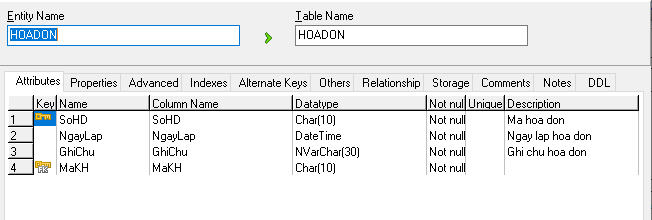 Entity Name Table Name
HOADON HOADON
Attributes Properties Advanced Indexes Alternate Keys Others Relationship Storage Comments Notes DDL
Key Name Column Name Datatype Not nul Unique Description
1 SoHD SoHD Char(10) Not null Ma hoa don
2 NgayLap NgayLap DateTime Not null Ngay lap hoa don
3 GhiChu GhiChu NVarChar(30) Not null Ghi chu hoa don
4 MaKH MaKH Char(10) Not null